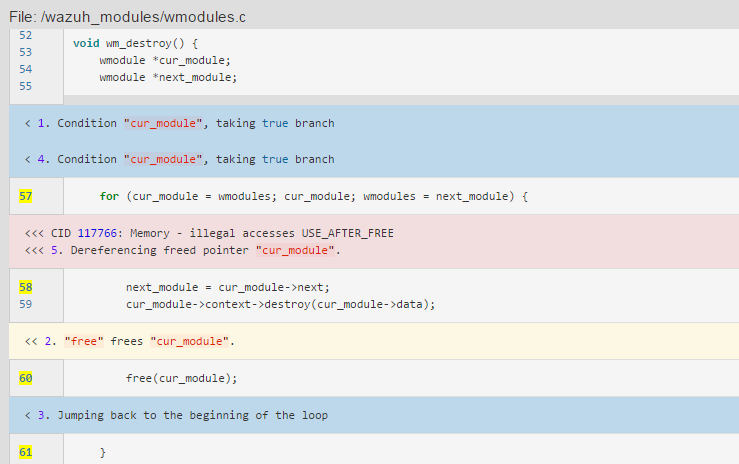 File: /wazuh_modules/wmodules.c
52
53 void wm_destroy() {
54 wmodule *cur_module;
55 wmodule *next_module;
< 1. Condition "cur_module", taking true branch
< 4. Condition "cur_module", taking true branch
57 for (cur_module = wmodules; cur_module; wmodules = next_module) {
<<< CID 117766: Memory - illegal accesses USE_AFTER_FREE
<<< 5. Dereferencing freed pointer "cur_module".
58 next_module = cur_module->next;
59 cur_module->context->destroy(cur_module->data);
<< 2. "free" frees "cur_module".
60 free(cur_module);
< 3. Jumping back to the beginning of the loop
61 }